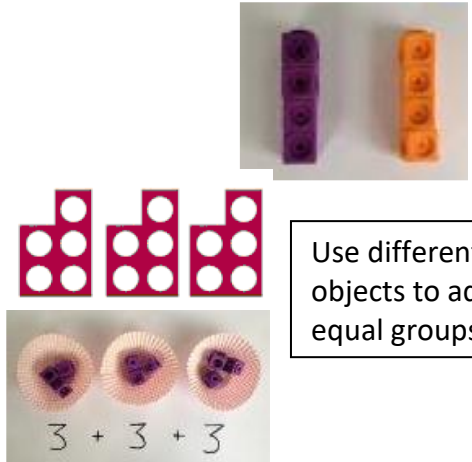 Use different
objects to ad
equal groups
3 + 3 + 3